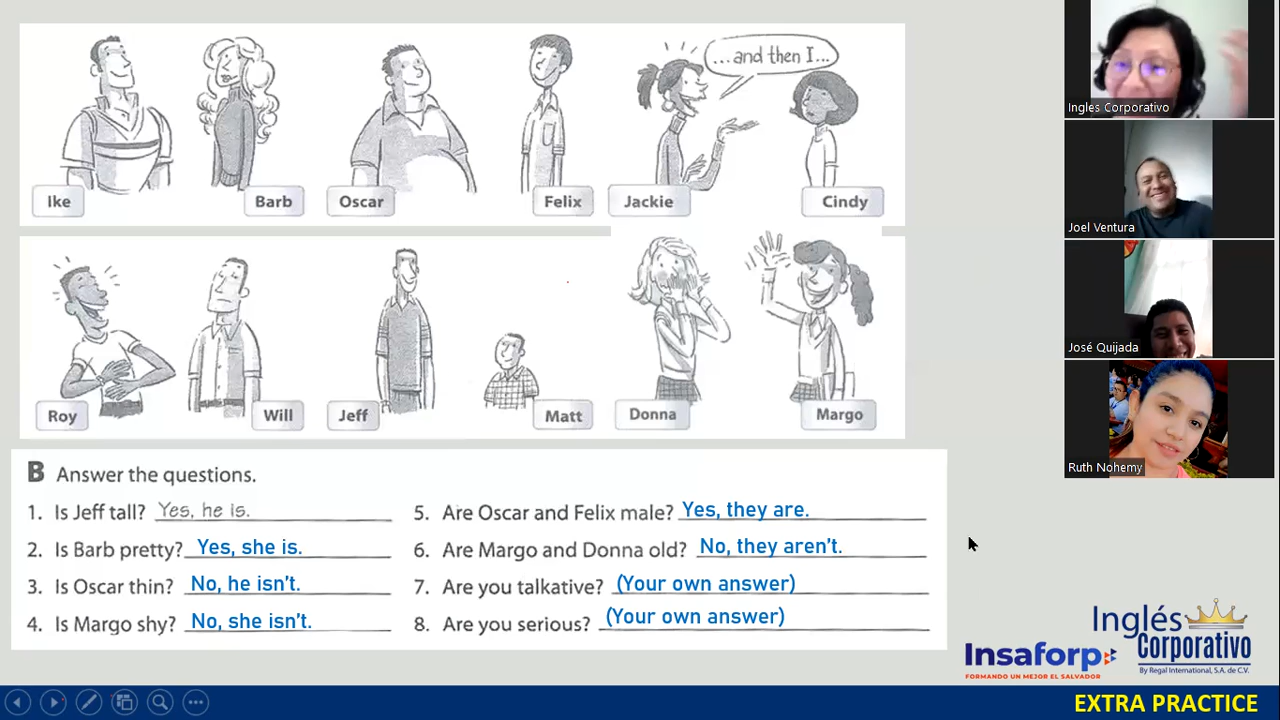 ...and then I...
Ike
Barb
Oscar
Felix
Jackie
Cindy
Roy
Will
Jeff
Matt
Donna
Margo
B Answer the questions.
1. Is Jeff tall? Yes, he is.
2. Is Barb pretty? Yes, she is.
3. Is Oscar thin? No, he isn't.
4. Is Margo shy? No, she isn't.
5. Are Oscar and Felix male? Yes, they are.
6. Are Margo and Donna old? No, they aren't.
7. Are you talkative? (Your own answer)
8. Are you serious? (Your own answer)
Ingles Corporativo
Joel Ventura
José Quijada
Ruth Nohemy
Inglés
Corporativo
By Regal International, S.A. de C.V.
Insaforp
FORMANDO UN MEJOR EL SALVADOR
EXTRA PRACTICE